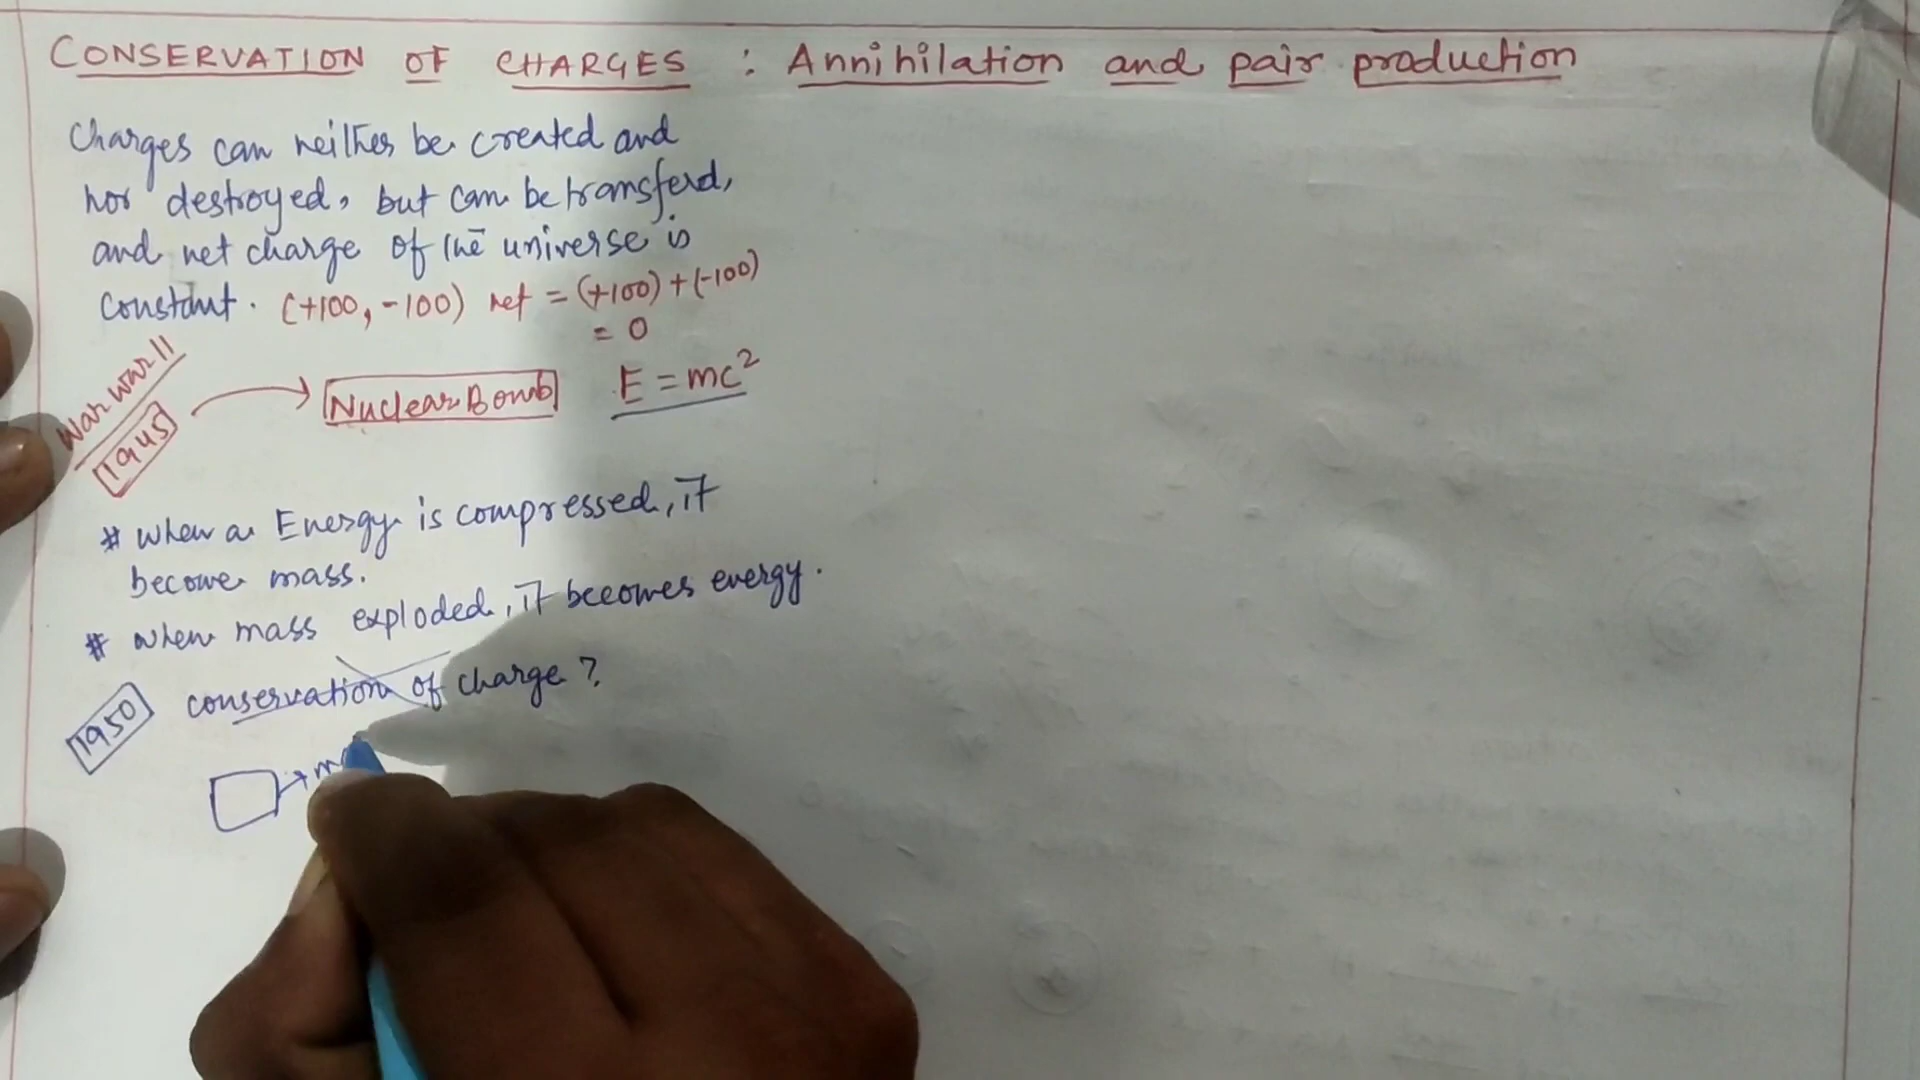 CONSERVATION OF CHARGES : Annihilation and pair production
Charges can neither be created and
nor destroyed, but can be transferd,
and net charge of the universe is
constant. (+100, -100) net = (+100) + (-100)
= 0
War war II
1945
Nuclear Bomb
E = mc²
# when a Energy is compressed, it
become mass.
# when mass exploded, it becomes energy.
1950
conservation of charge ?